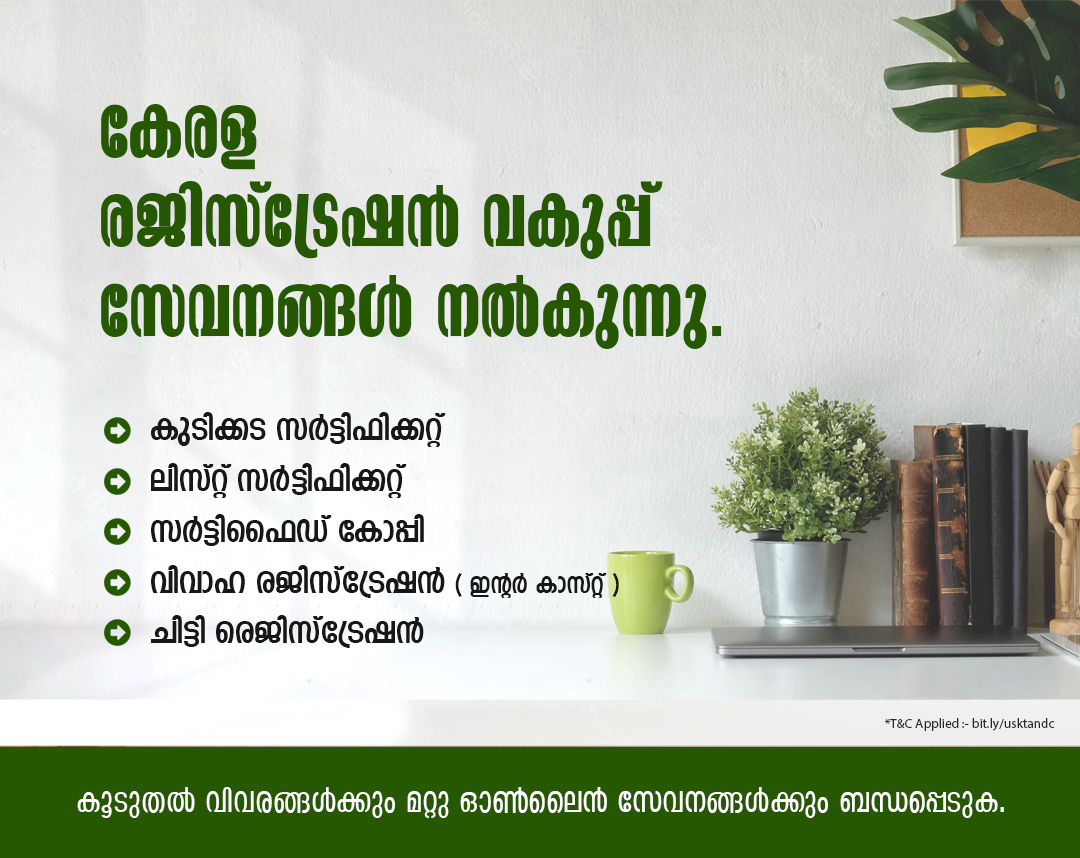 കേരള
രജിസ്ട്രേഷൻ വകുപ്പ്
സേവനങ്ങൾ നൽകുന്നു.
കുടിക്കട സർട്ടിഫിക്കറ്റ്
ലിസ്റ്റ് സർട്ടിഫിക്കറ്റ്
സർട്ടിഫൈഡ് കോപ്പി
വിവാഹ രജിസ്ട്രേഷൻ ( ഇന്റർ കാസ്റ്റ് )
ചിട്ടി രെജിസ്ട്രേഷൻ
*T&C Applied :- bit.ly/usktandc
കൂടുതൽ വിവരങ്ങൾക്കും മറ്റു ഓൺലൈൻ സേവനങ്ങൾക്കും ബന്ധപ്പെടുക.